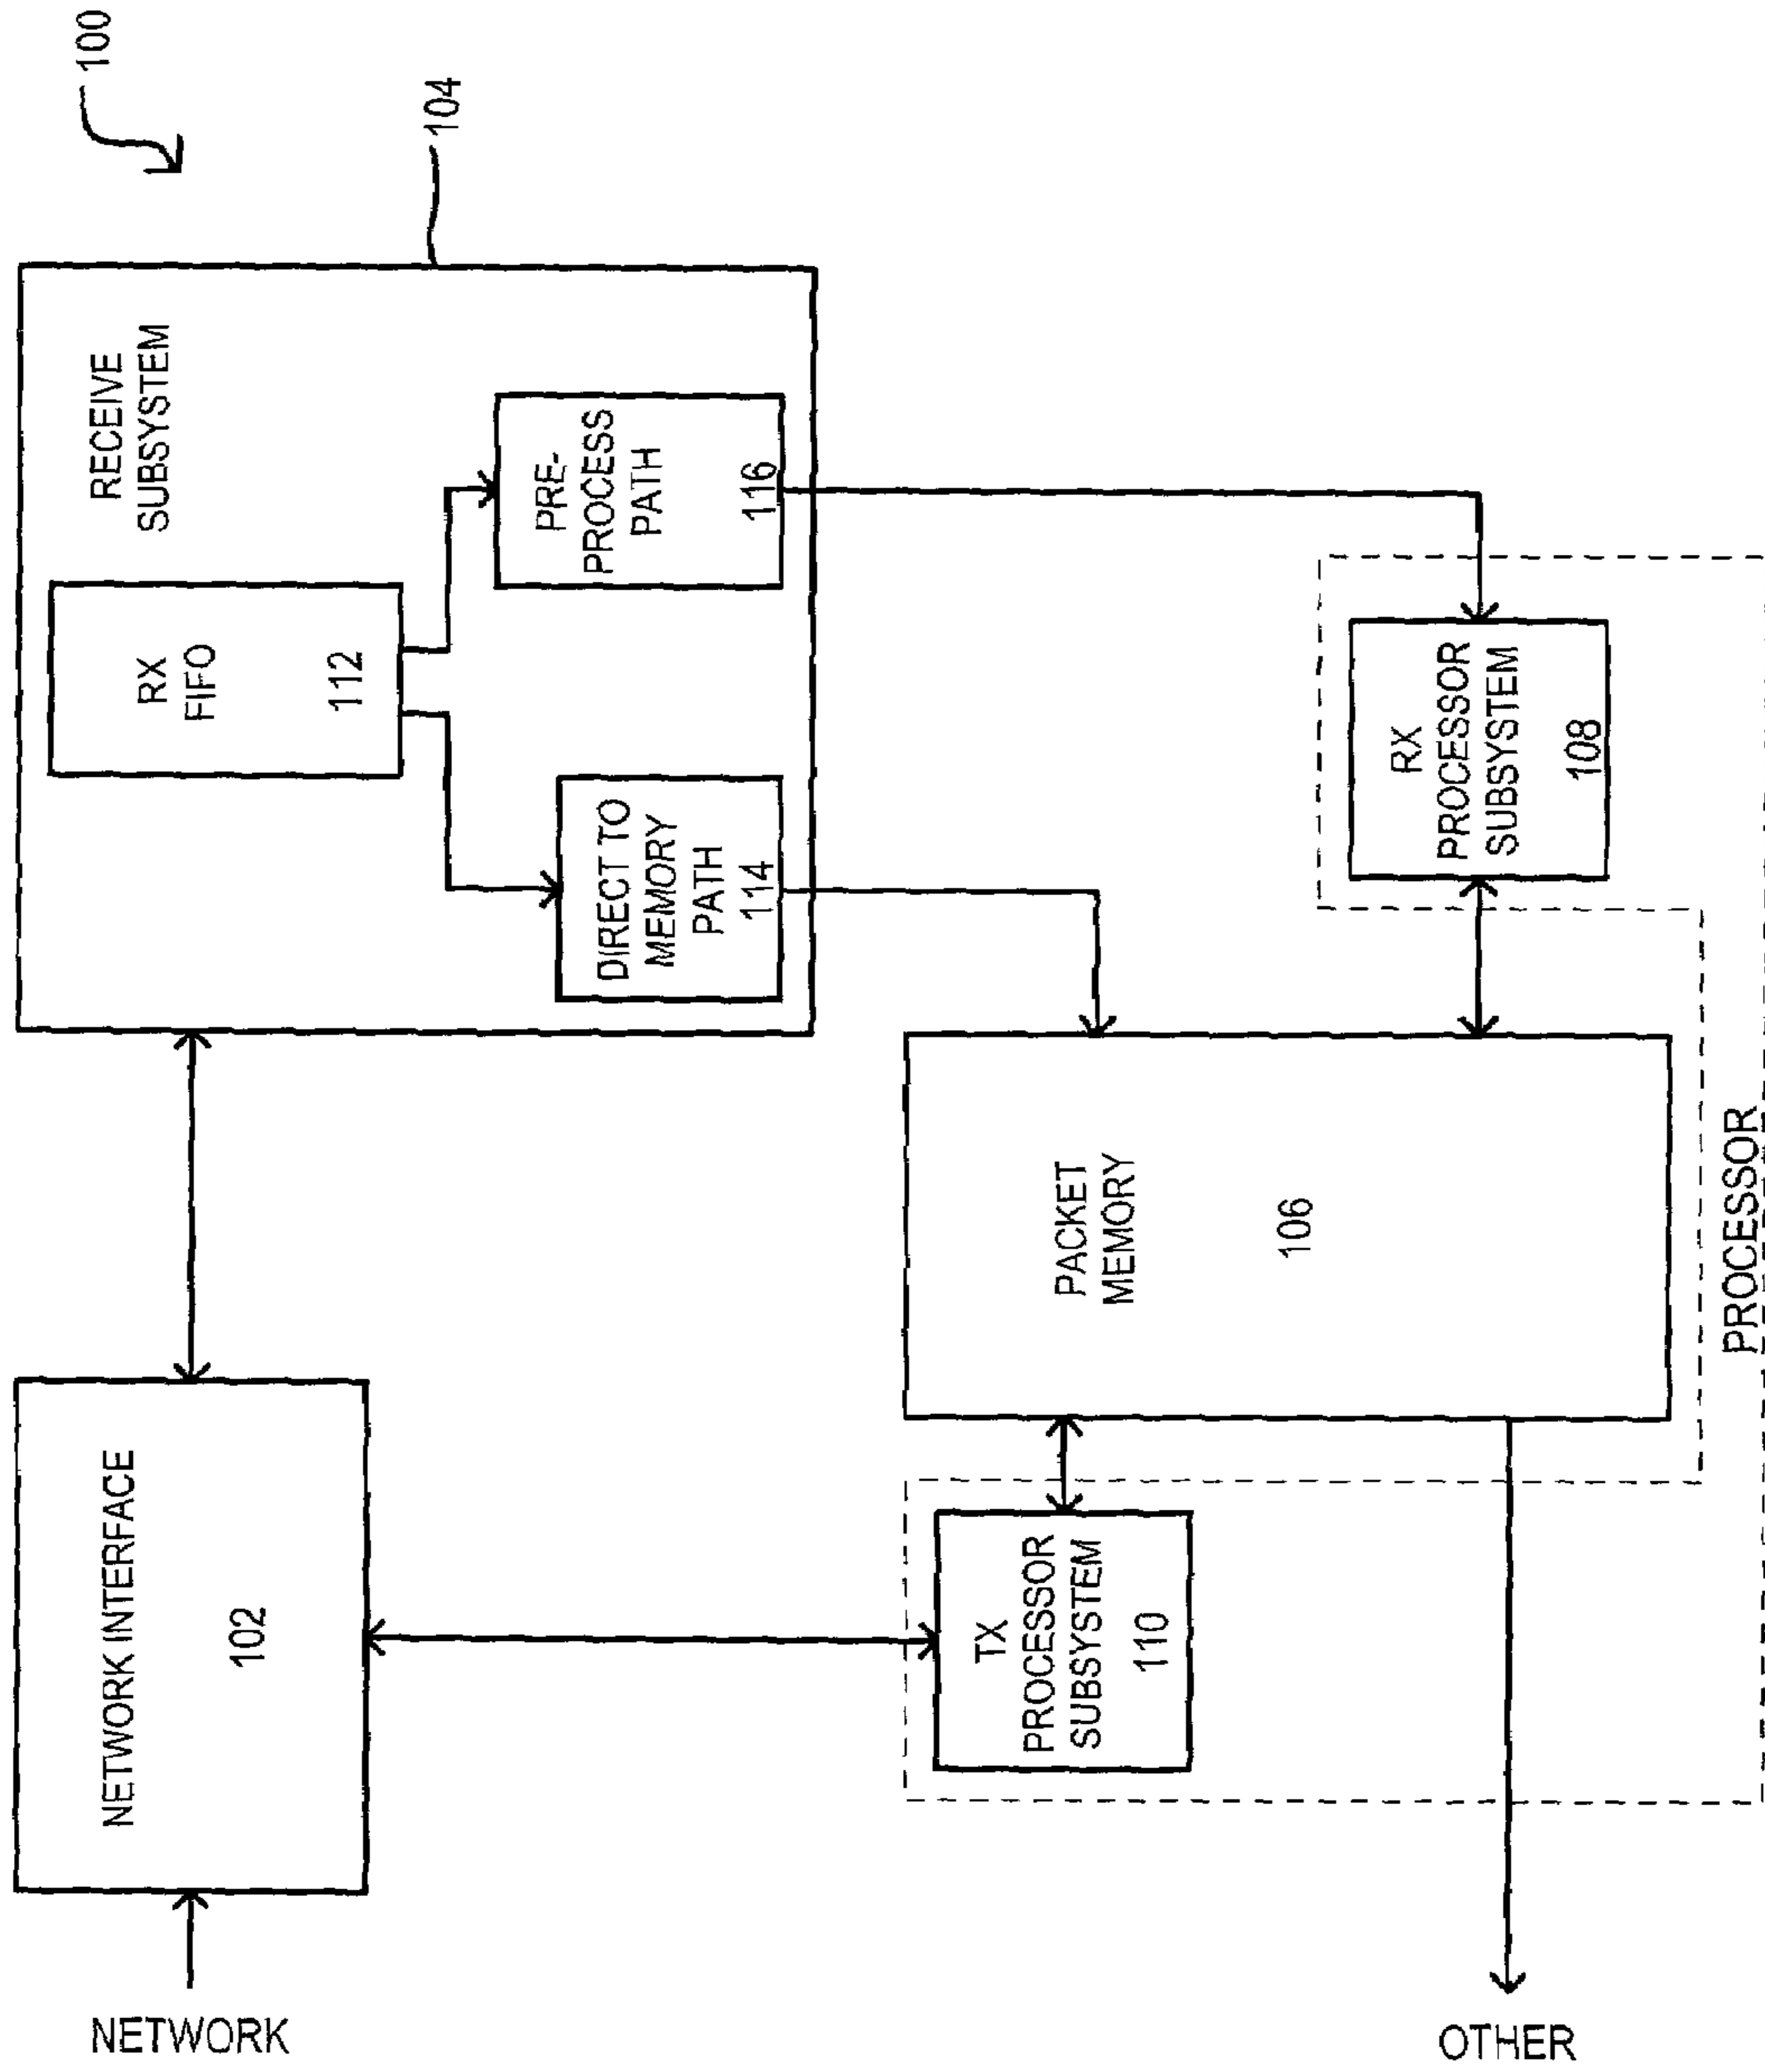 100
104
RECEIVE
SUBSYSTEM
RX
FIFO
112
PRE-
PROCESS
PATH
116
DIRECT TO
MEMORY
PATH
114
NETWORK INTERFACE
102
NETWORK
RX
PROCESSOR
SUBSYSTEM
108
PACKET
MEMORY
106
TX
PROCESSOR
SUBSYSTEM
110
PROCESSOR
OTHER